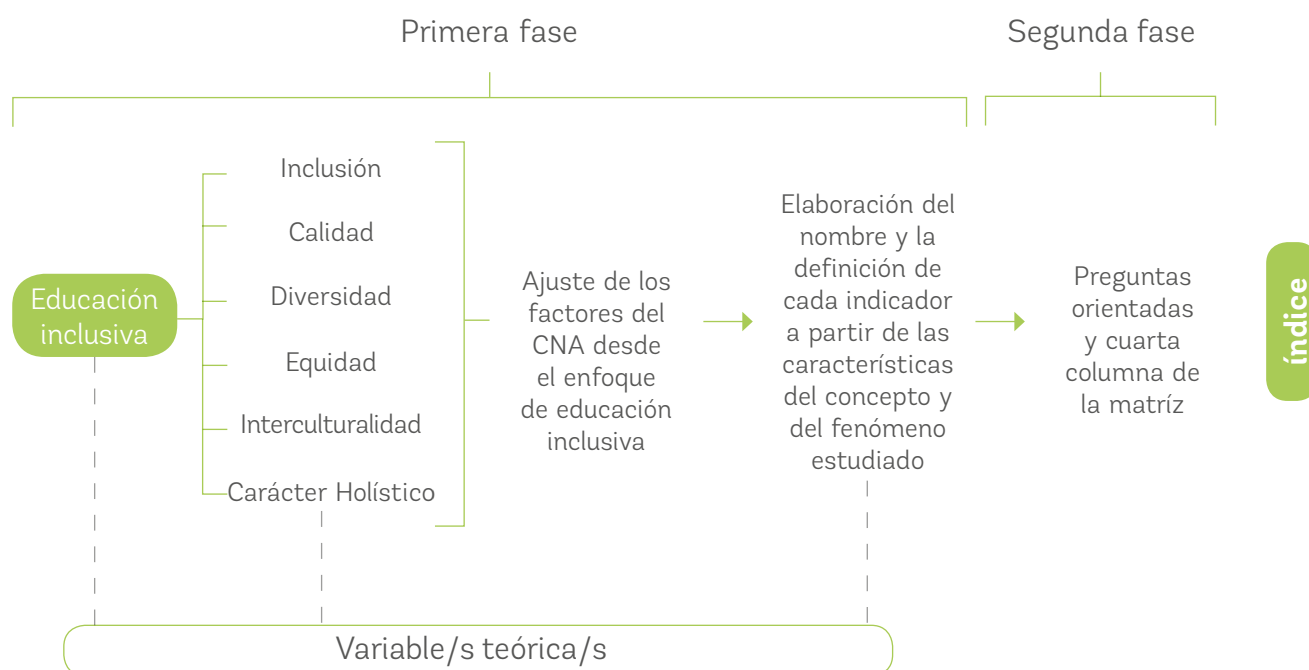 Primera fase
Segunda fase
Educación
inclusiva
Inclusión
Calidad
Diversidad
Equidad
Interculturalidad
Carácter Holístico
Ajuste de los
factores del
CNA desde
el enfoque
de educación
inclusiva
Elaboración del
nombre y la
definición de
cada indicador
a partir de las
características
del concepto y
del fenómeno
estudiado
Preguntas
orientadas
y cuarta
columna de
la matríz
índice
Variable/s teórica/s